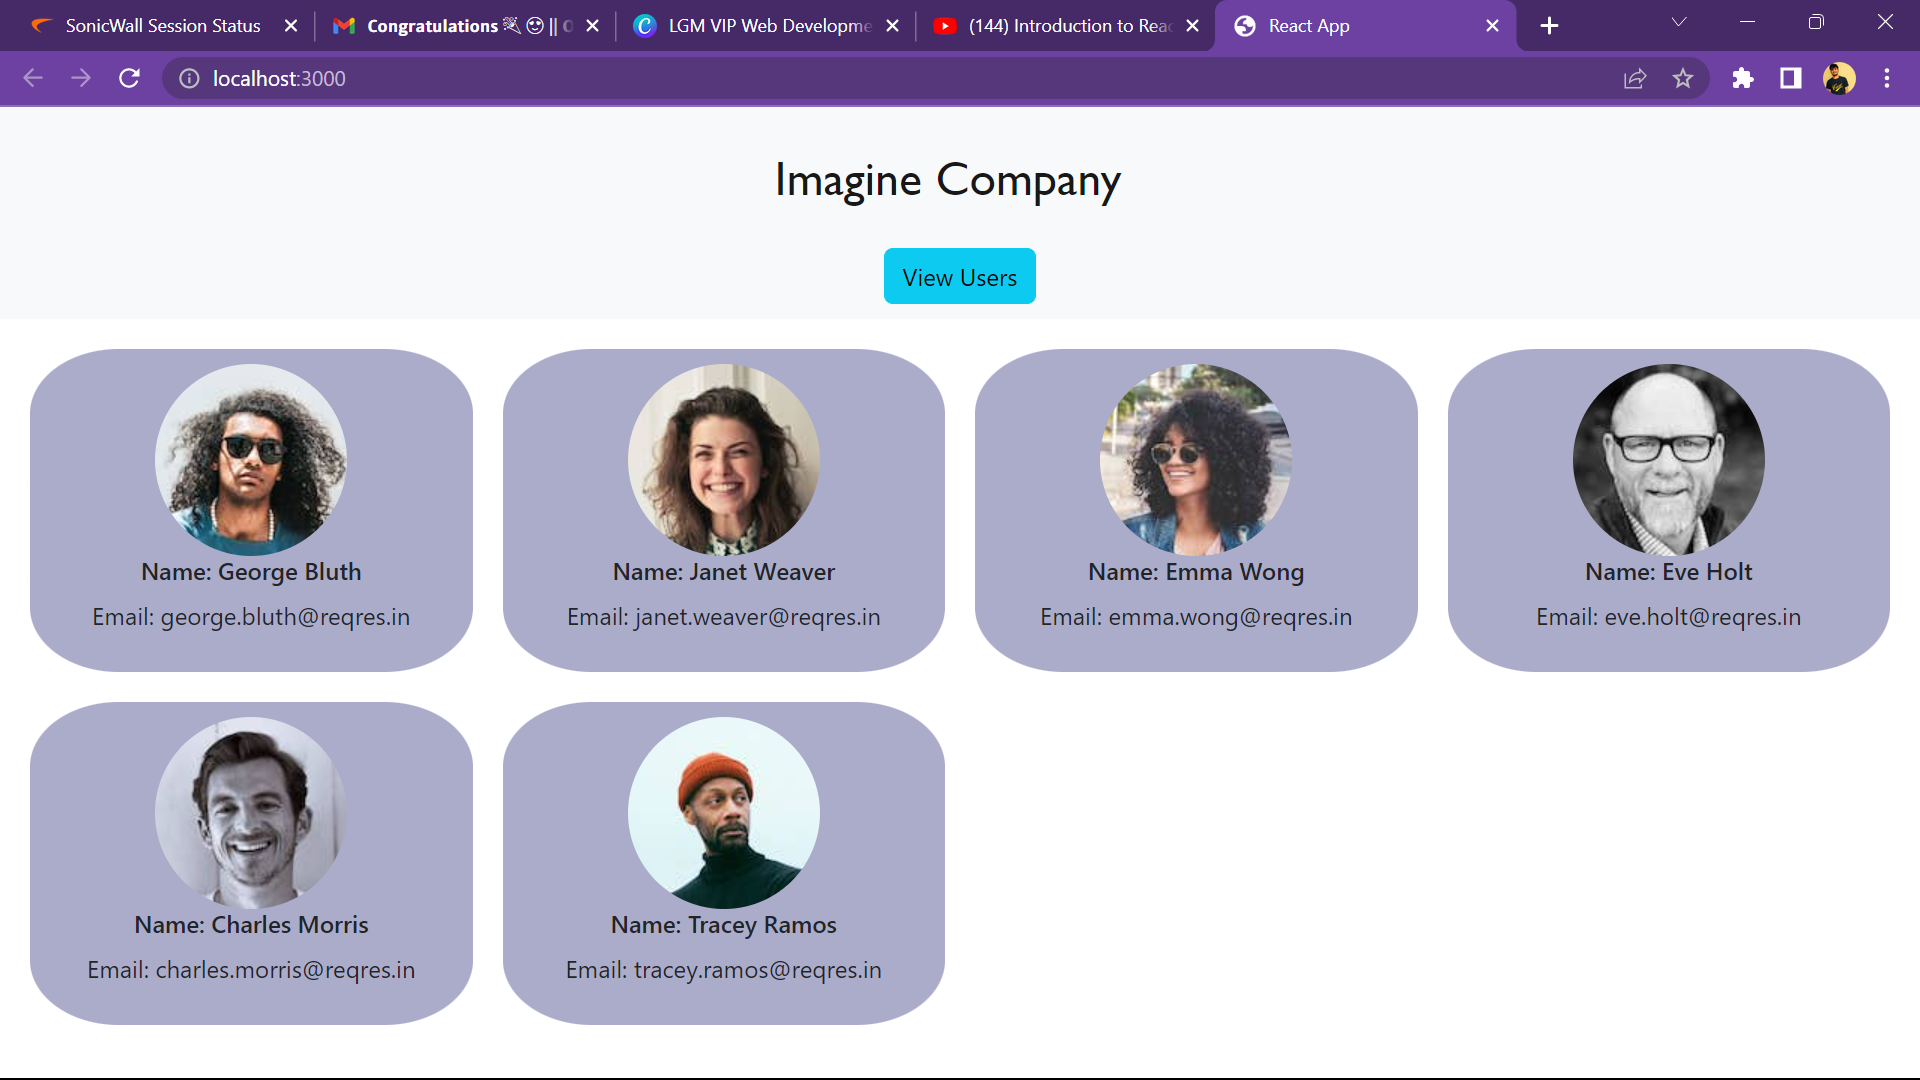 SonicWall Session Status
Congratulations 🎉😍 ||
LGM VIP Web Developme
(144) Introduction to Reac
React App
localhost:3000
Imagine Company
View Users
Name: George Bluth
Email: george.bluth@reqres.in
Name: Janet Weaver
Email: janet.weaver@reqres.in
Name: Emma Wong
Email: emma.wong@reqres.in
Name: Eve Holt
Email: eve.holt@reqres.in
Name: Charles Morris
Email: charles.morris@reqres.in
Name: Tracey Ramos
Email: tracey.ramos@reqres.in